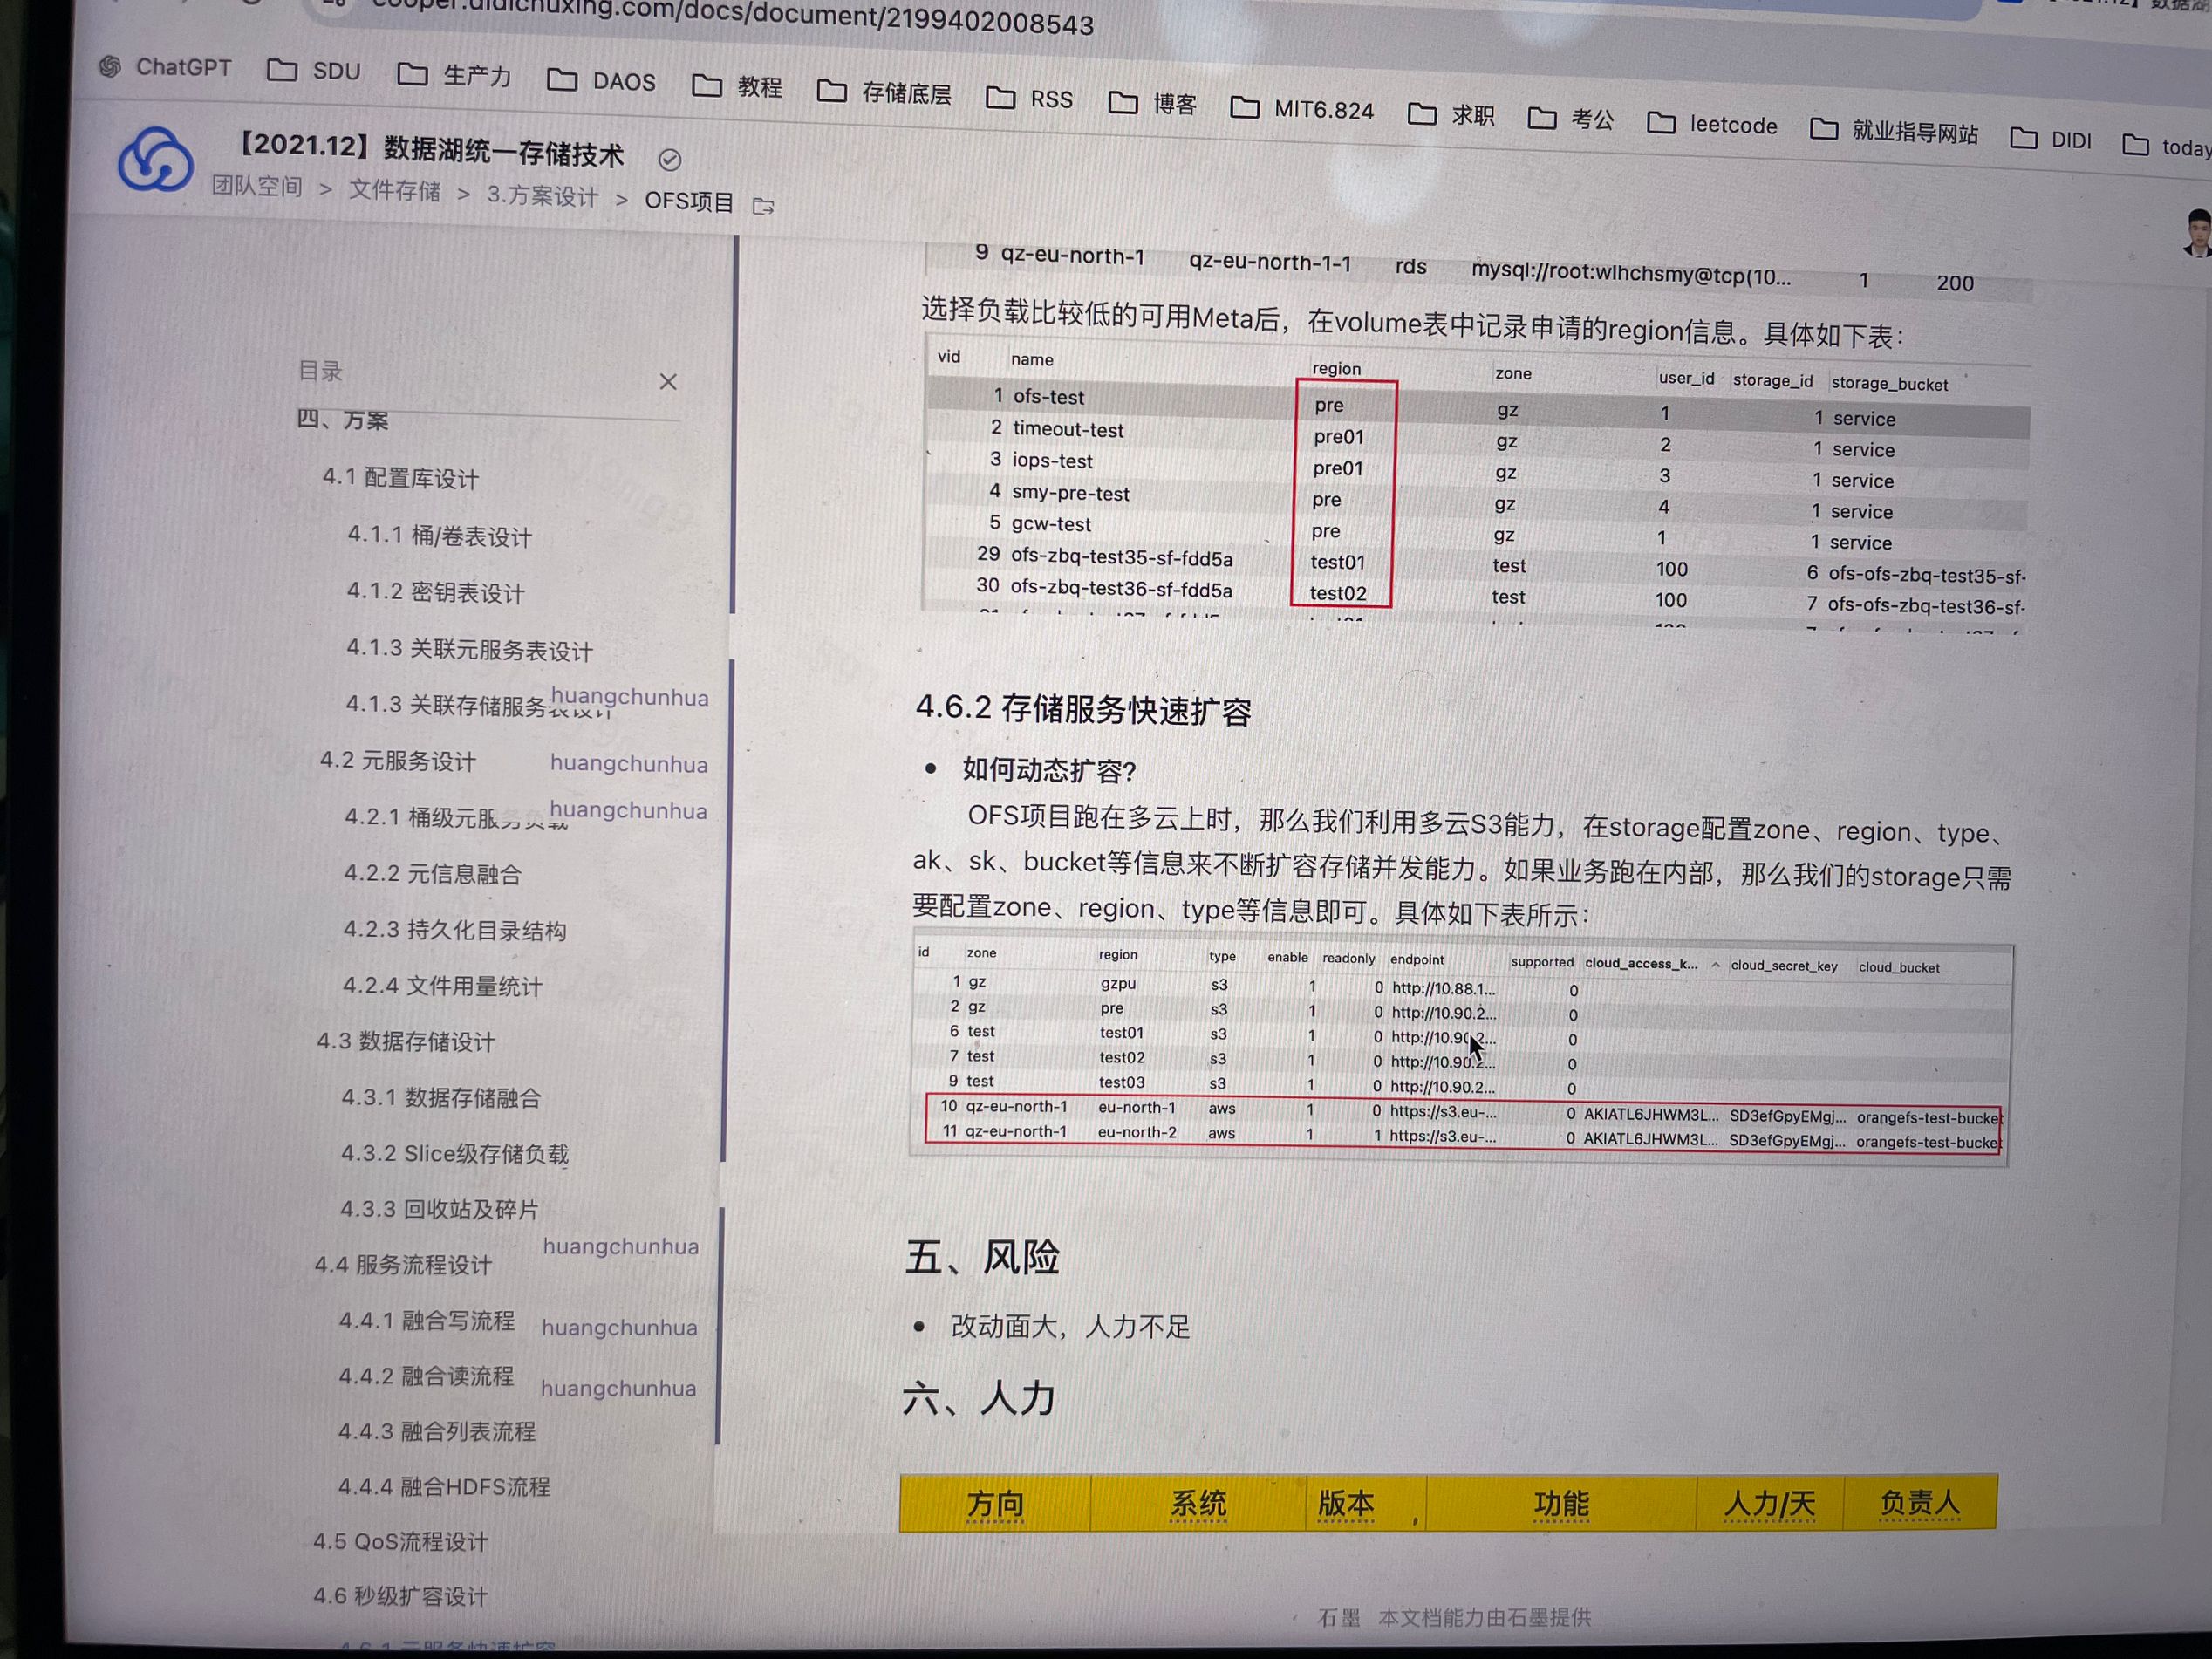 cooper.didichuxing.com/docs/document/2199402008543
ChatGPT SDU 生产力 DAOS 教程 存储底层 RSS 博客 MIT6.824 求职 考公 leetcode 就业指导网站 DIDI today
【2021.12】数据湖统一存储技术
团队空间 > 文件存储 > 3.方案设计 > OFS项目
目录
四、方案
4.1 配置库设计
4.1.1 桶/卷表设计
4.1.2 密钥表设计
4.1.3 关联元服务表设计
4.1.3 关联存储服务表设计
huangchunhua
4.2 元服务设计
huangchunhua
4.2.1 桶级元服务负载
huangchunhua
4.2.2 元信息融合
4.2.3 持久化目录结构
4.2.4 文件用量统计
4.3 数据存储设计
4.3.1 数据存储融合
4.3.2 Slice级存储负载
4.3.3 回收站及碎片
huangchunhua
4.4 服务流程设计
4.4.1 融合写流程
huangchunhua
4.4.2 融合读流程
huangchunhua
4.4.3 融合列表流程
4.4.4 融合HDFS流程
4.5 QoS流程设计
4.6 秒级扩容设计
4.6.1 元服务快速扩容
9 qz-eu-north-1 qz-eu-north-1-1 rds mysql://root:wlhchsmy@tcp(10... 1 200
选择负载比较低的可用Meta后，在volume表中记录申请的region信息。具体如下表：
vid name region zone user_id storage_id storage_bucket
1 ofs-test pre gz 1 1 service
2 timeout-test pre01 gz 2 1 service
3 iops-test pre01 gz 3 1 service
4 smy-pre-test pre gz 4 1 service
5 gcw-test pre gz 1 1 service
29 ofs-zbq-test35-sf-fdd5a test01 test 100 6 ofs-ofs-zbq-test35-sf-
30 ofs-zbq-test36-sf-fdd5a test02 test 100 7 ofs-ofs-zbq-test36-sf-
4.6.2 存储服务快速扩容
• 如何动态扩容?
OFS项目跑在多云上时，那么我们利用多云S3能力，在storage配置zone、region、type、
ak、sk、bucket等信息来不断扩容存储并发能力。如果业务跑在内部，那么我们的storage只需
要配置zone、region、type等信息即可。具体如下表所示：
id zone region type enable readonly endpoint supported cloud_access_k... cloud_secret_key cloud_bucket
1 gz gzpu s3 1 0 http://10.88.1... 0
2 gz pre s3 1 0 http://10.90.2... 0
6 test test01 s3 1 0 http://10.90.2... 0
7 test test02 s3 1 0 http://10.90.2... 0
9 test test03 s3 1 0 http://10.90.2... 0
10 qz-eu-north-1 eu-north-1 aws 1 0 https://s3.eu-... 0 AKIATL6JHWM3L... SD3efGpyEMgj... orangefs-test-bucket
11 qz-eu-north-1 eu-north-2 aws 1 1 https://s3.eu-... 0 AKIATL6JHWM3L... SD3efGpyEMgj... orangefs-test-bucket
五、风险
• 改动面大，人力不足
六、人力
方向 系统 版本 功能 人力/天 负责人
石墨 本文档能力由石墨提供